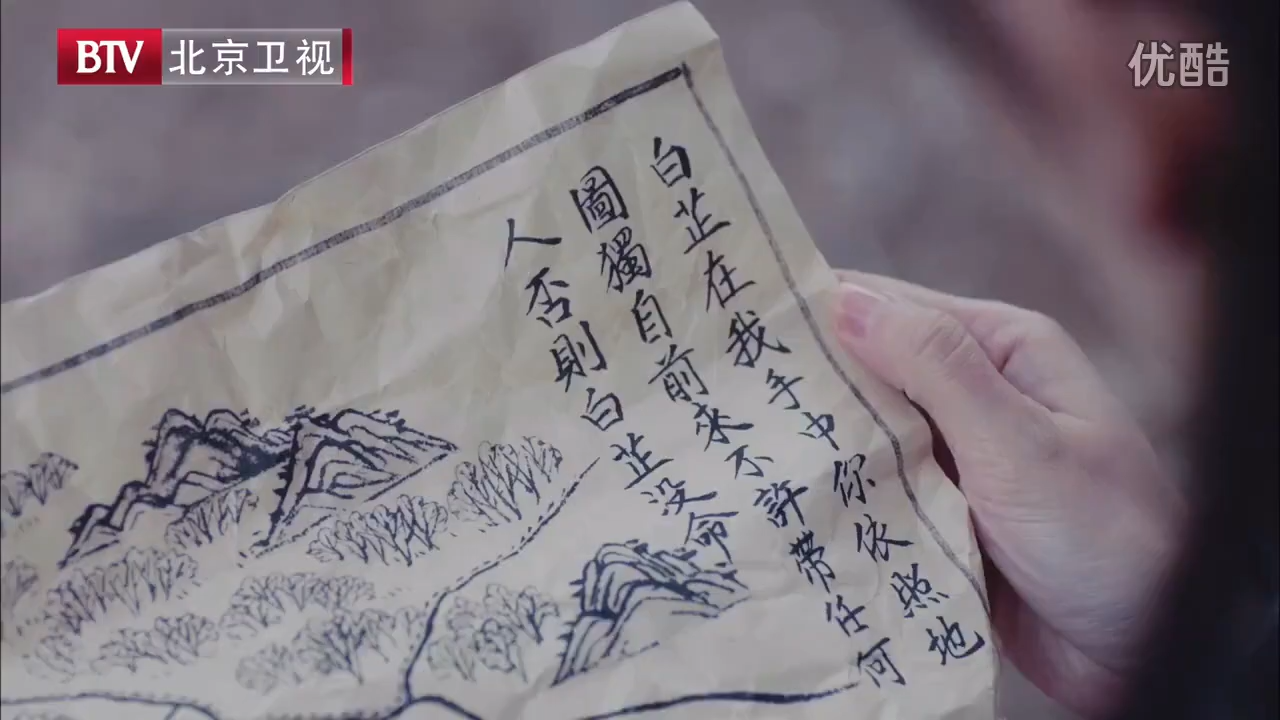 BTV 北京卫视
优酷
白芷在我手中你依照地
圖獨自前來不許帶任何
人否則白芷没命